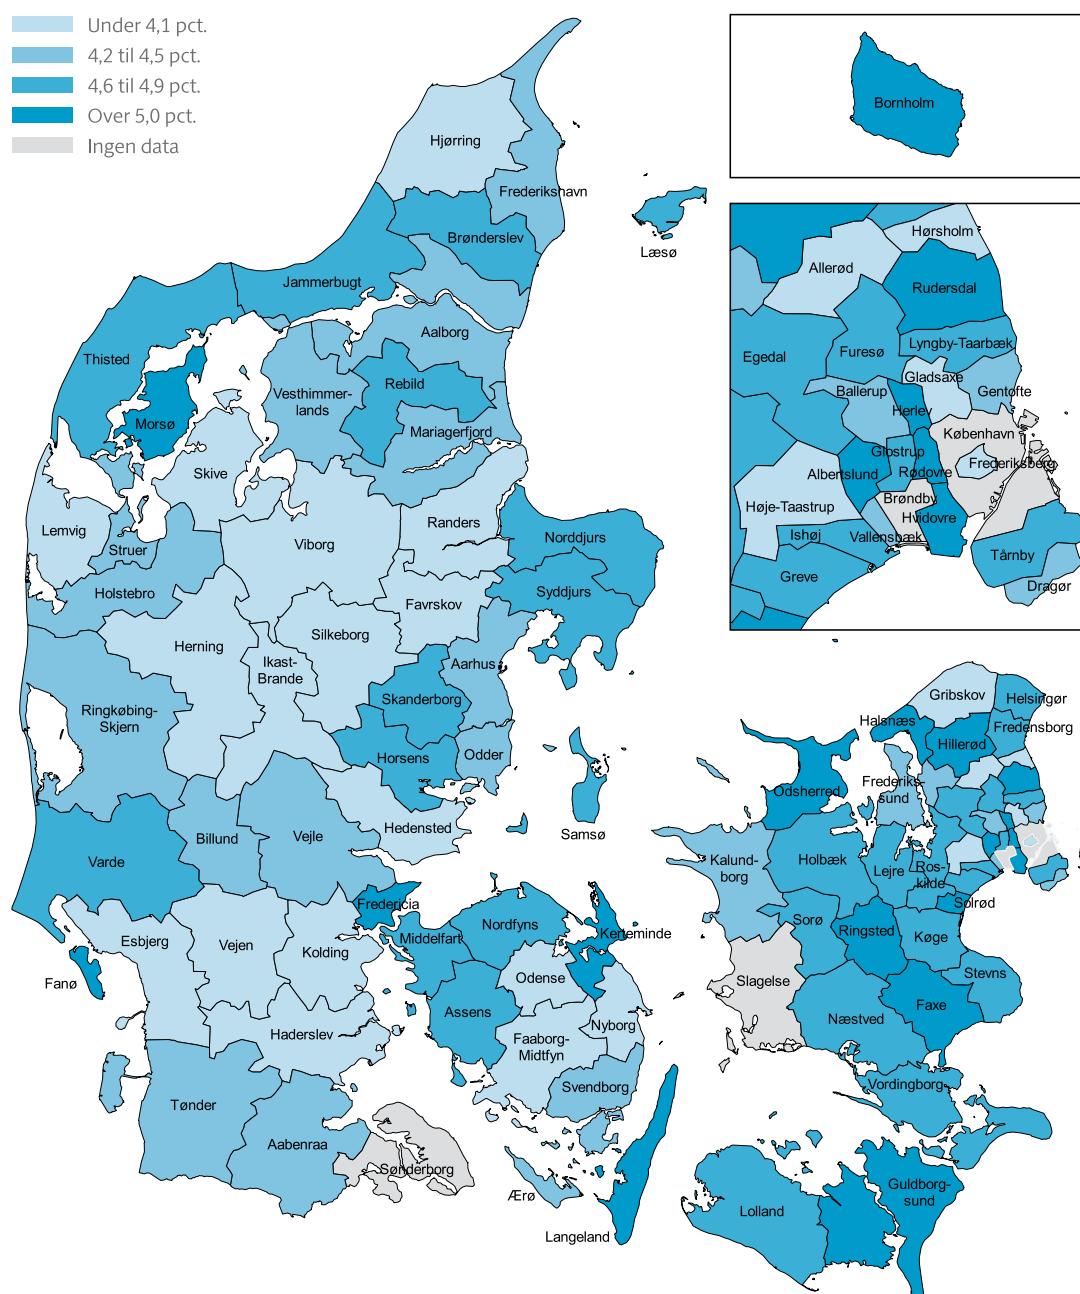 Under 4,1 pct.
4,2 til 4,5 pct.
4,6 til 4,9 pct.
Over 5,0 pct.
Ingen data
Bornholm
Hjørring
Frederikshavn
Brønderslev
Læsø
Jammerbugt
Thisted
Aalborg
Rebild
Vesthimmer-
lands
Morsø
Mariagerfjord
Skive
Lemvig
Struer
Viborg
Randers
Norddjurs
Holstebro
Syddjurs
Favrskov
Silkeborg
Herning
Ikast-
Brande
Aarhus
Skanderborg
Ringkøbing-
Skjern
Horsens
Odder
Hedensted
Samsø
Billund
Vejle
Varde
Fredericia
Esbjerg
Vejen
Kolding
Fanø
Middelfart
Nordfyns
Kerteminde
Odense
Assens
Nyborg
Faaborg-
Midtfyn
Haderslev
Svendborg
Tønder
Aabenraa
Sønderborg
Ærø
Langeland
Hørsholm
Allerød
Rudersdal
Lyngby-Taarbæk
Egedal
Furesø
Gladsaxe
Ballerup
Gentofte
Herlev
København
Glostrup
Frederiksberg
Albertslund
Rødovre
Brøndby
Høje-Taastrup
Hvidovre
Ishøj
Vallensbæk
Tårnby
Greve
Dragør
Gribskov
Helsingør
Halsnæs
Fredensborg
Hillerød
Odsherred
Frederiks-
sund
Kalund-
borg
Holbæk
Lejre
Ros-
kilde
Solrød
Sorø
Ringsted
Køge
Stevns
Slagelse
Næstved
Faxe
Vordingborg
Guldborg-
sund
Lolland